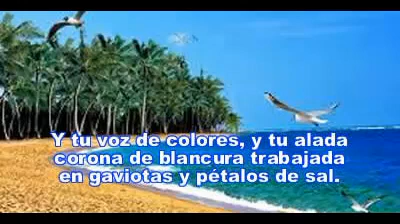 Y tu voz de colores, y tu alada
corona de blancura trabajada
en gaviotas y pétalos de sal.